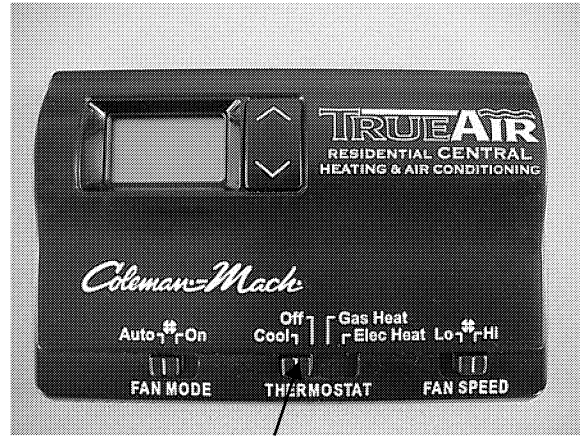 TRUEAIR
RESIDENTIAL CENTRAL
HEATING & AIR CONDITIONING
Coleman-Mach
Auto On
Off Gas Heat
Cool Elec Heat
Lo Hi
FAN MODE THERMOSTAT FAN SPEED